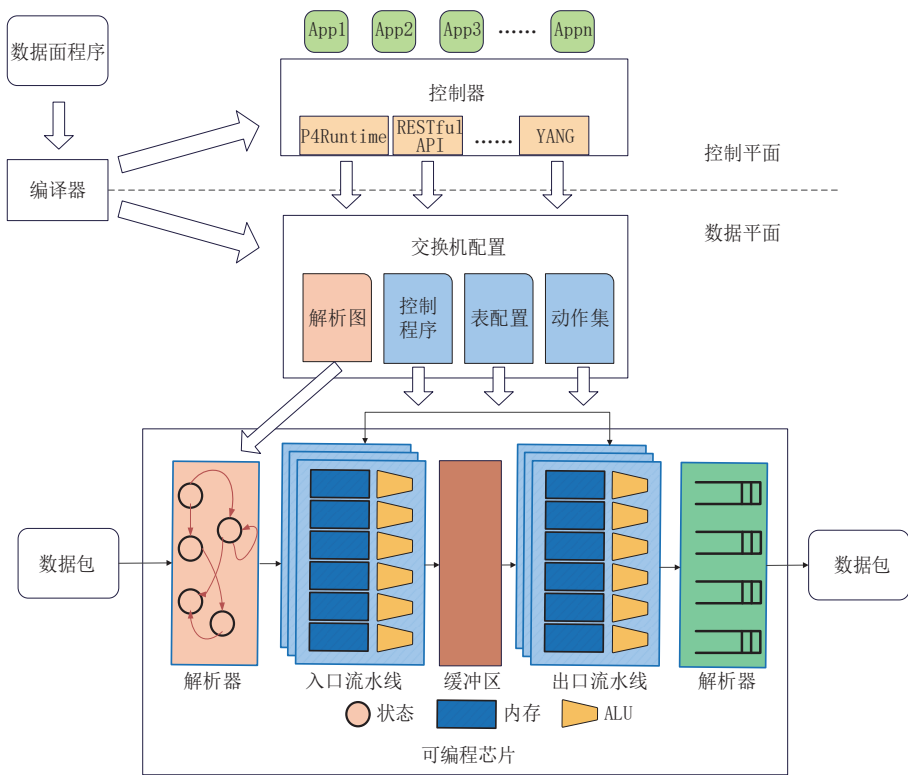 App1 App2 App3 …… Appn
数据面程序
控制器
P4Runtime
RESTful
API
……
YANG
控制平面
编译器
数据平面
交换机配置
解析图
控制
程序
表配置
动作集
数据包
数据包
解析器 入口流水线 缓冲区 出口流水线 解析器
状态 内存 ALU
可编程芯片